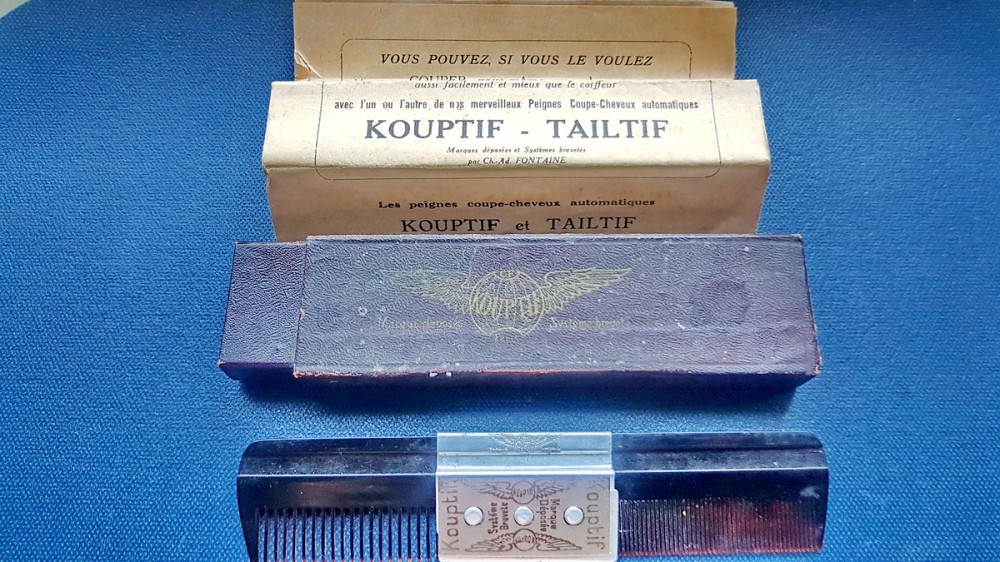 VOUS POUVEZ, SI VOUS LE VOULEZ
COUPER
aussi facilement et mieux que le coiffeur
avec l'un ou l'autre de nos merveilleux Peignes Coupe-Cheveux automatiques
KOUPTIF - TAILTIF
Marques déposées et Systèmes brevetés
par Ch.-Ad. FONTAINE
Les peignes coupe-cheveux automatiques
KOUPTIF et TAILTIF
KOUPTIF
Marque déposée
Système breveté
Kouptif
Système
Breveté
Marque
Déposée
Kouptif